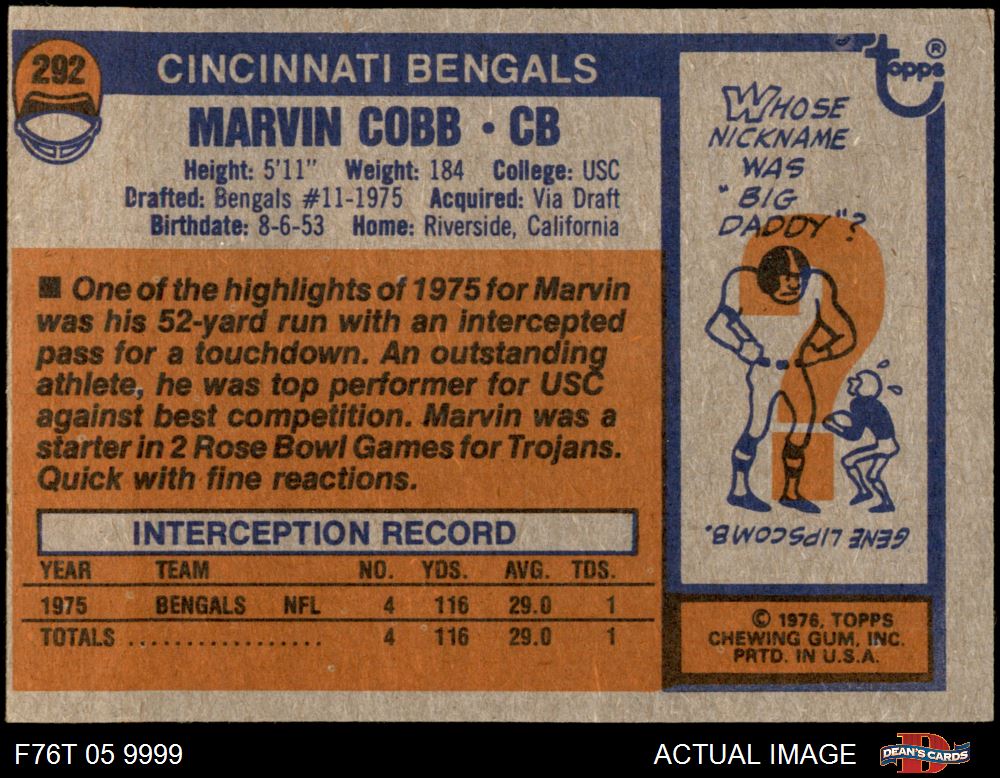 292
CINCINNATI BENGALS
MARVIN COBB • CB
Height: 5'11" Weight: 184 College: USC
Drafted: Bengals #11-1975 Acquired: Via Draft
Birthdate: 8-6-53 Home: Riverside, California
■ One of the highlights of 1975 for Marvin
was his 52-yard run with an intercepted
pass for a touchdown. An outstanding
athlete, he was top performer for USC
against best competition. Marvin was a
starter in 2 Rose Bowl Games for Trojans.
Quick with fine reactions.
INTERCEPTION RECORD
YEAR TEAM NO. YDS. AVG. TDS.
1975 BENGALS NFL 4 116 29.0 1
TOTALS ................. 4 116 29.0 1
Topps ®
WHOSE
NICKNAME
WAS
"BIG
DADDY"?
?
GENE LIPSCOMB.
© 1976, TOPPS
CHEWING GUM, INC.
PRTD. IN U.S.A.
F76T 05 9999
ACTUAL IMAGE
DEAN'S CARDS